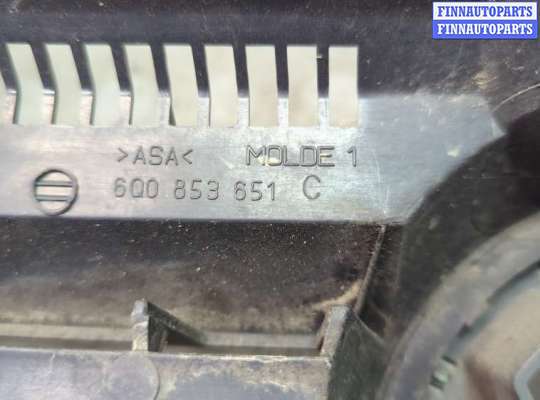 FINNAUTOPARTS
FINNAUTOPARTS
>ASA< MOLDE 1
6Q0 853 651 C